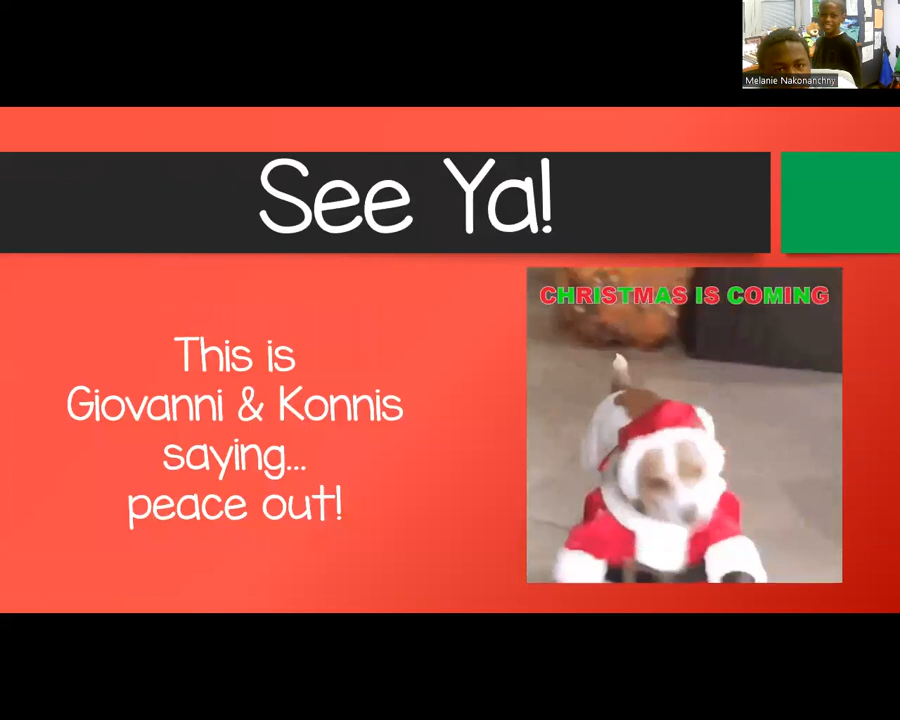 Melanie Nakonanchny
See Ya!
CHRISTMAS IS COMING
This is
Giovanni & Konnis
saying...
peace out!